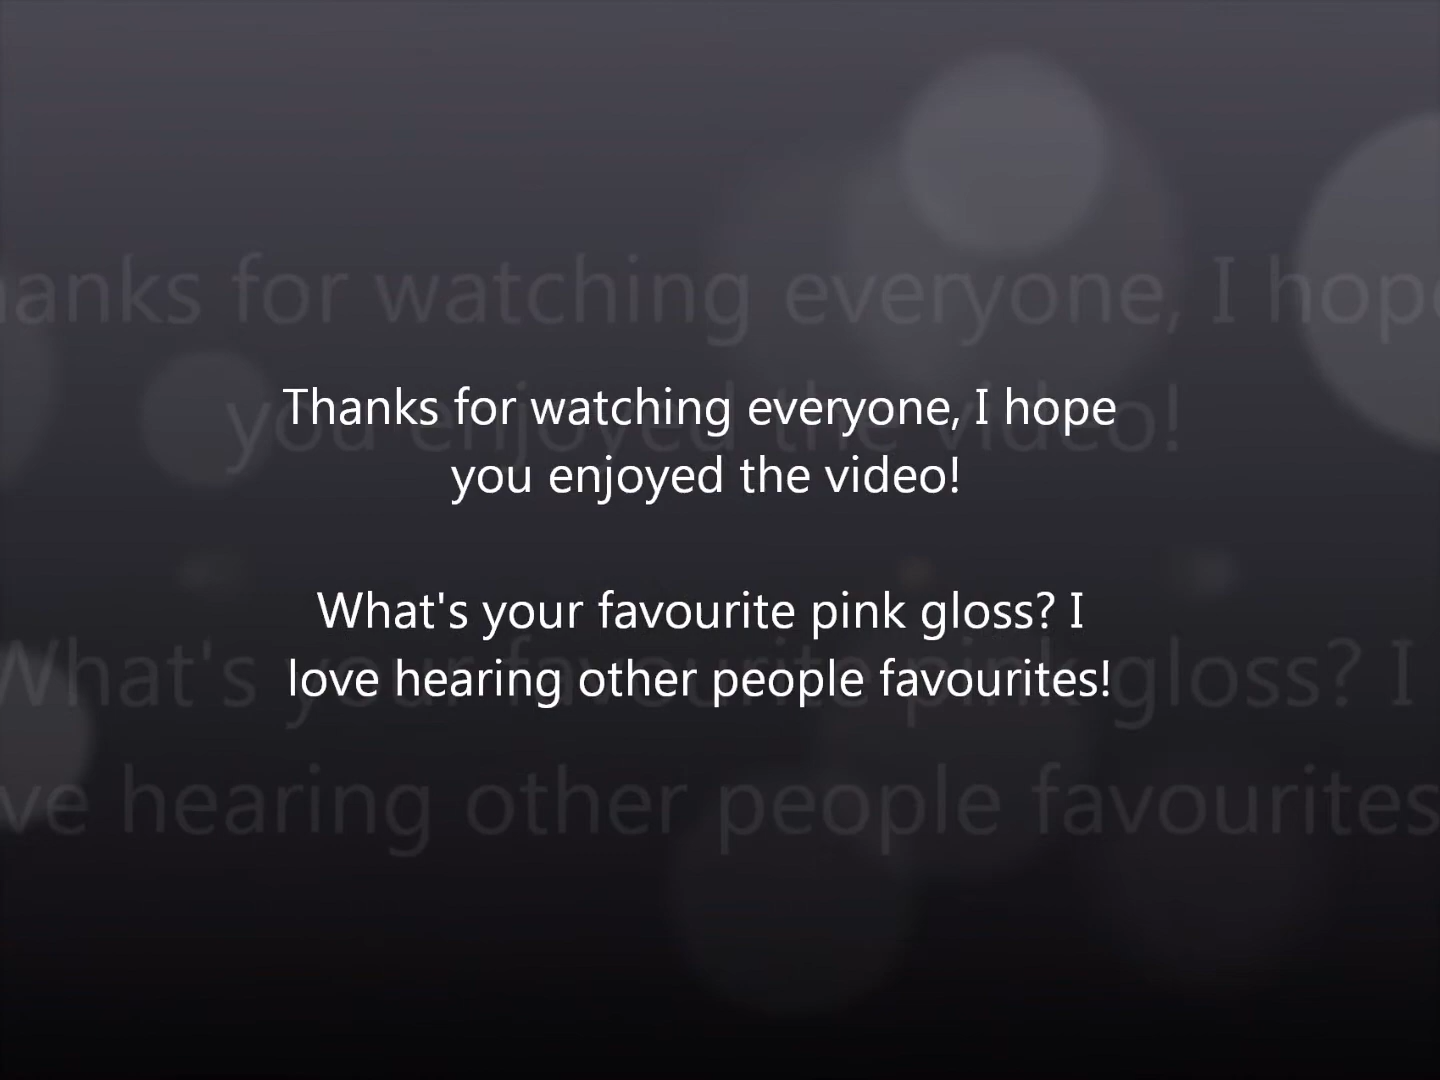 Thanks for watching everyone, I hope
you enjoyed the video!
What's your favourite pink gloss? I
love hearing other people favourites!